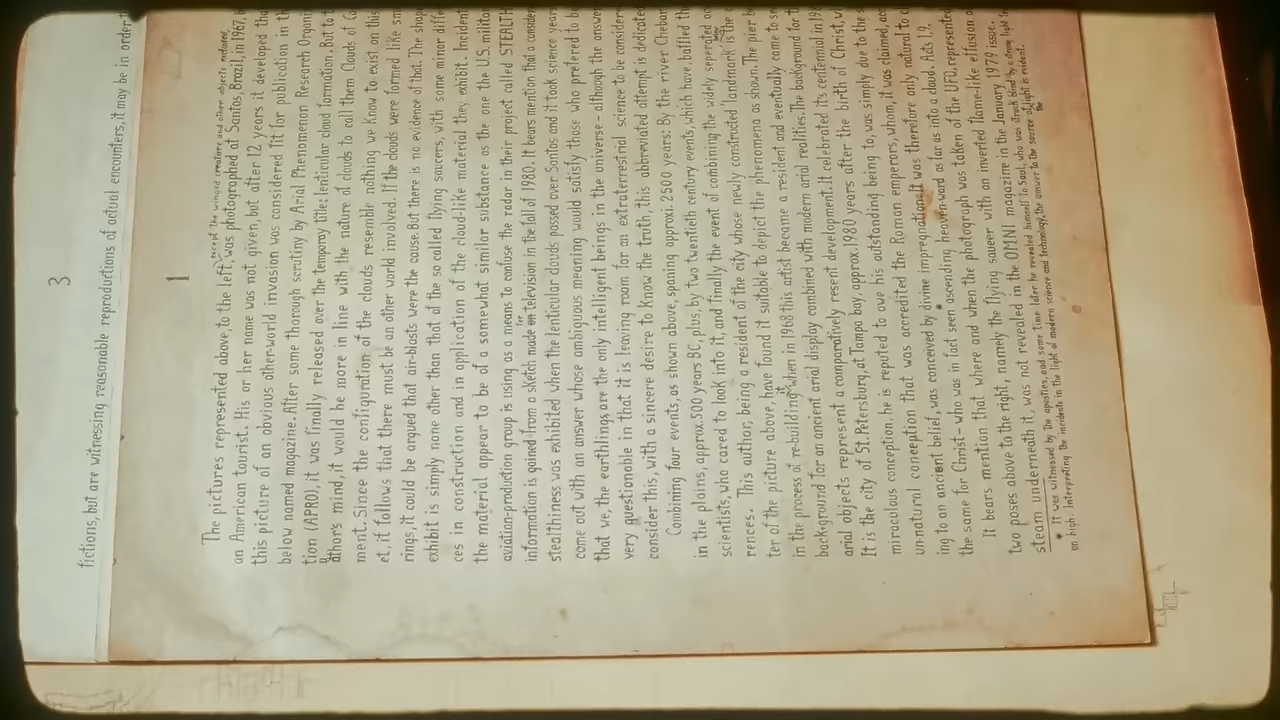 3
fictions, but are witnessing reasonable reproductions of actual encounters, it may be in order
1
except the winged creature and other objects extended,
The pictures represented above, to the left, was photographed at Santos, Brazil, in 1967, b
an American tourist. His or her name was not given, but after 12 years it developed tha
this picture of an obvious other-world invasion was considered fit for publication in th
below named magazine. After some thorough scrutiny by Arial Phenomenon Research Organi
tion (APRO), it was finally released over the tempomy title: lenticular cloud formation. But to t
athors mind, it would be more in line with the nature of clouds to call them Clouds of Ca
ment. Since the configuration of the clouds resemble nothing we know to exist on this
et, it follows that there must be an other world involved. If the clouds were formed like sm
rings, it could be argued that air-blasts were the cause. But there is no evidence of that. The shap
exhibit is simply none other than that of the so called flying saucers, with some minor diffe
ces in construction and in application of the cloud-like material they exhibit. Incident
the material appear to be of a somewhat similar substance as the one the U.S. militar
aviation-production group is using as a means to confuse the radar in their project called STEALTH
information is gained from a sketch made on television in the fall of 1980. It bears mention that a consider
stealthiness was exhibited when the lenticular clouds passed over Santos and it took science years
come out with an answer whose ambiguous meaning would satisfy those who preferred to be
that we, the earthlings, are the only intelligent beings in the universe - although the answe
very questionable in that it is leaving room for an extraterrestrial science to be consider
consider this, with a sincere desire to know the truth, this abbreviated attempt is dedicated
Combining four events, as shown above, spaning approxi. 2500 years: By the river Chebar
in the plains, approx. 500 years BC, plus, by two twentieth century events, which have baffled th
scientists, who cared to look into it, and finally the event of combining the widely seperated oc
rences. This author, being a resident of the city whose newly constructed 'landmark' is the c
ter of the picture above, have found it suitable to depict the phenomena as shown. The pier be
in the process of re-building when in 1968 this artist became a resident and eventually came to se
it
background for an ancient arial display combined with modern arial realities. The background for th
arial objects represent a comparatively resent development. It celebrated its centennial in 19
It is the city of St. Petersburg, at Tampa bay, approx. 1980 years after the birth of Christ, wh
miraculous conception, he is reputed to owe his outstanding being to, was simply due to the s
un-natural conception that was accredited the Roman emperors, whom, it was claimed, acc
ing to an ancient belief, was conceived by divine impregnation. It was therefore only natural to c
the same for Christ - who was in fact seen ascending heaven-ward as far as into a cloud. Acts 1.9.
It bears mention that where and when the photograph was taken of the UFO, represented
two poses above to the right, namely the flying saucer with an inverted flame-like effusion o
steam underneath it, was not revealed in the OMNI magazine in the January 1977 issue.
* It was witnessed by the apostles, and some time later he reveled himself to Saul, who was struck blind by a strong light fr
on high. Interpreting the incidents in the light of modern science and technology, the answer to the source of light is evident.
the